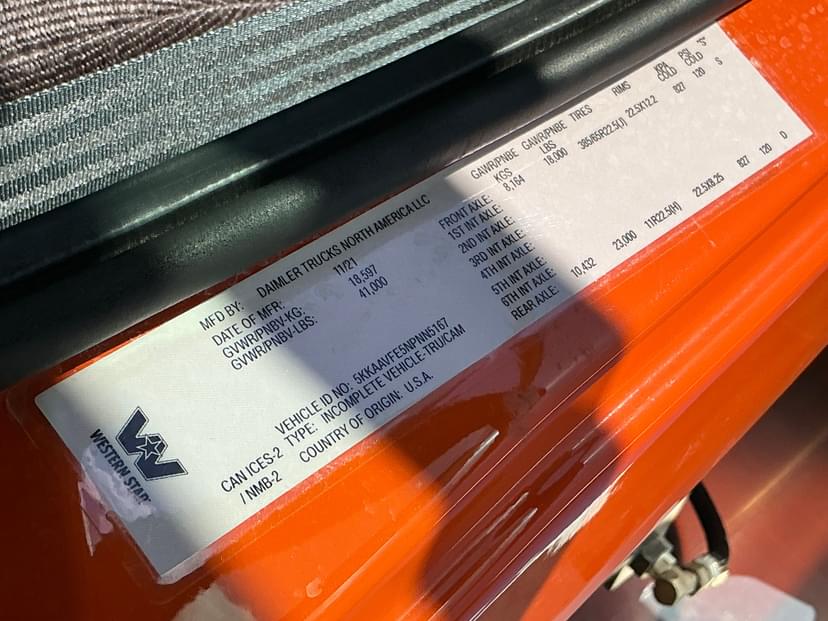 MFD BY: DAIMLER TRUCKS NORTH AMERICA LLC
DATE OF MFR: 11/21
GVWR/PNBV-KG: 18,597
GVWR/PNBV-LBS: 41,000
GAWR/PNBE KGS GAWR/PNBE LBS TIRES RIMS KPA COLD PSI COLD "S"
FRONT AXLE: 8,164 18,000 385/65R22.5(J) 22.5X12.2 827 120 S
1ST INT AXLE:
2ND INT AXLE:
3RD INT AXLE:
4TH INT AXLE:
5TH INT AXLE:
6TH INT AXLE:
REAR AXLE: 10,432 23,000 11R22.5(H) 22.5X8.25 827 120 D
VEHICLE ID NO: 5KKAAVFE5NPNN5167
CAN ICES-2 TYPE: INCOMPLETE VEHICLE-TRU/CAM
/ NMB-2 COUNTRY OF ORIGIN: U.S.A.
WESTERN STAR